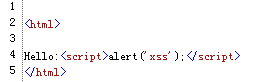 1
2 <html>
3
4 Hello:<script>alert('xss');</script>
5 </html>